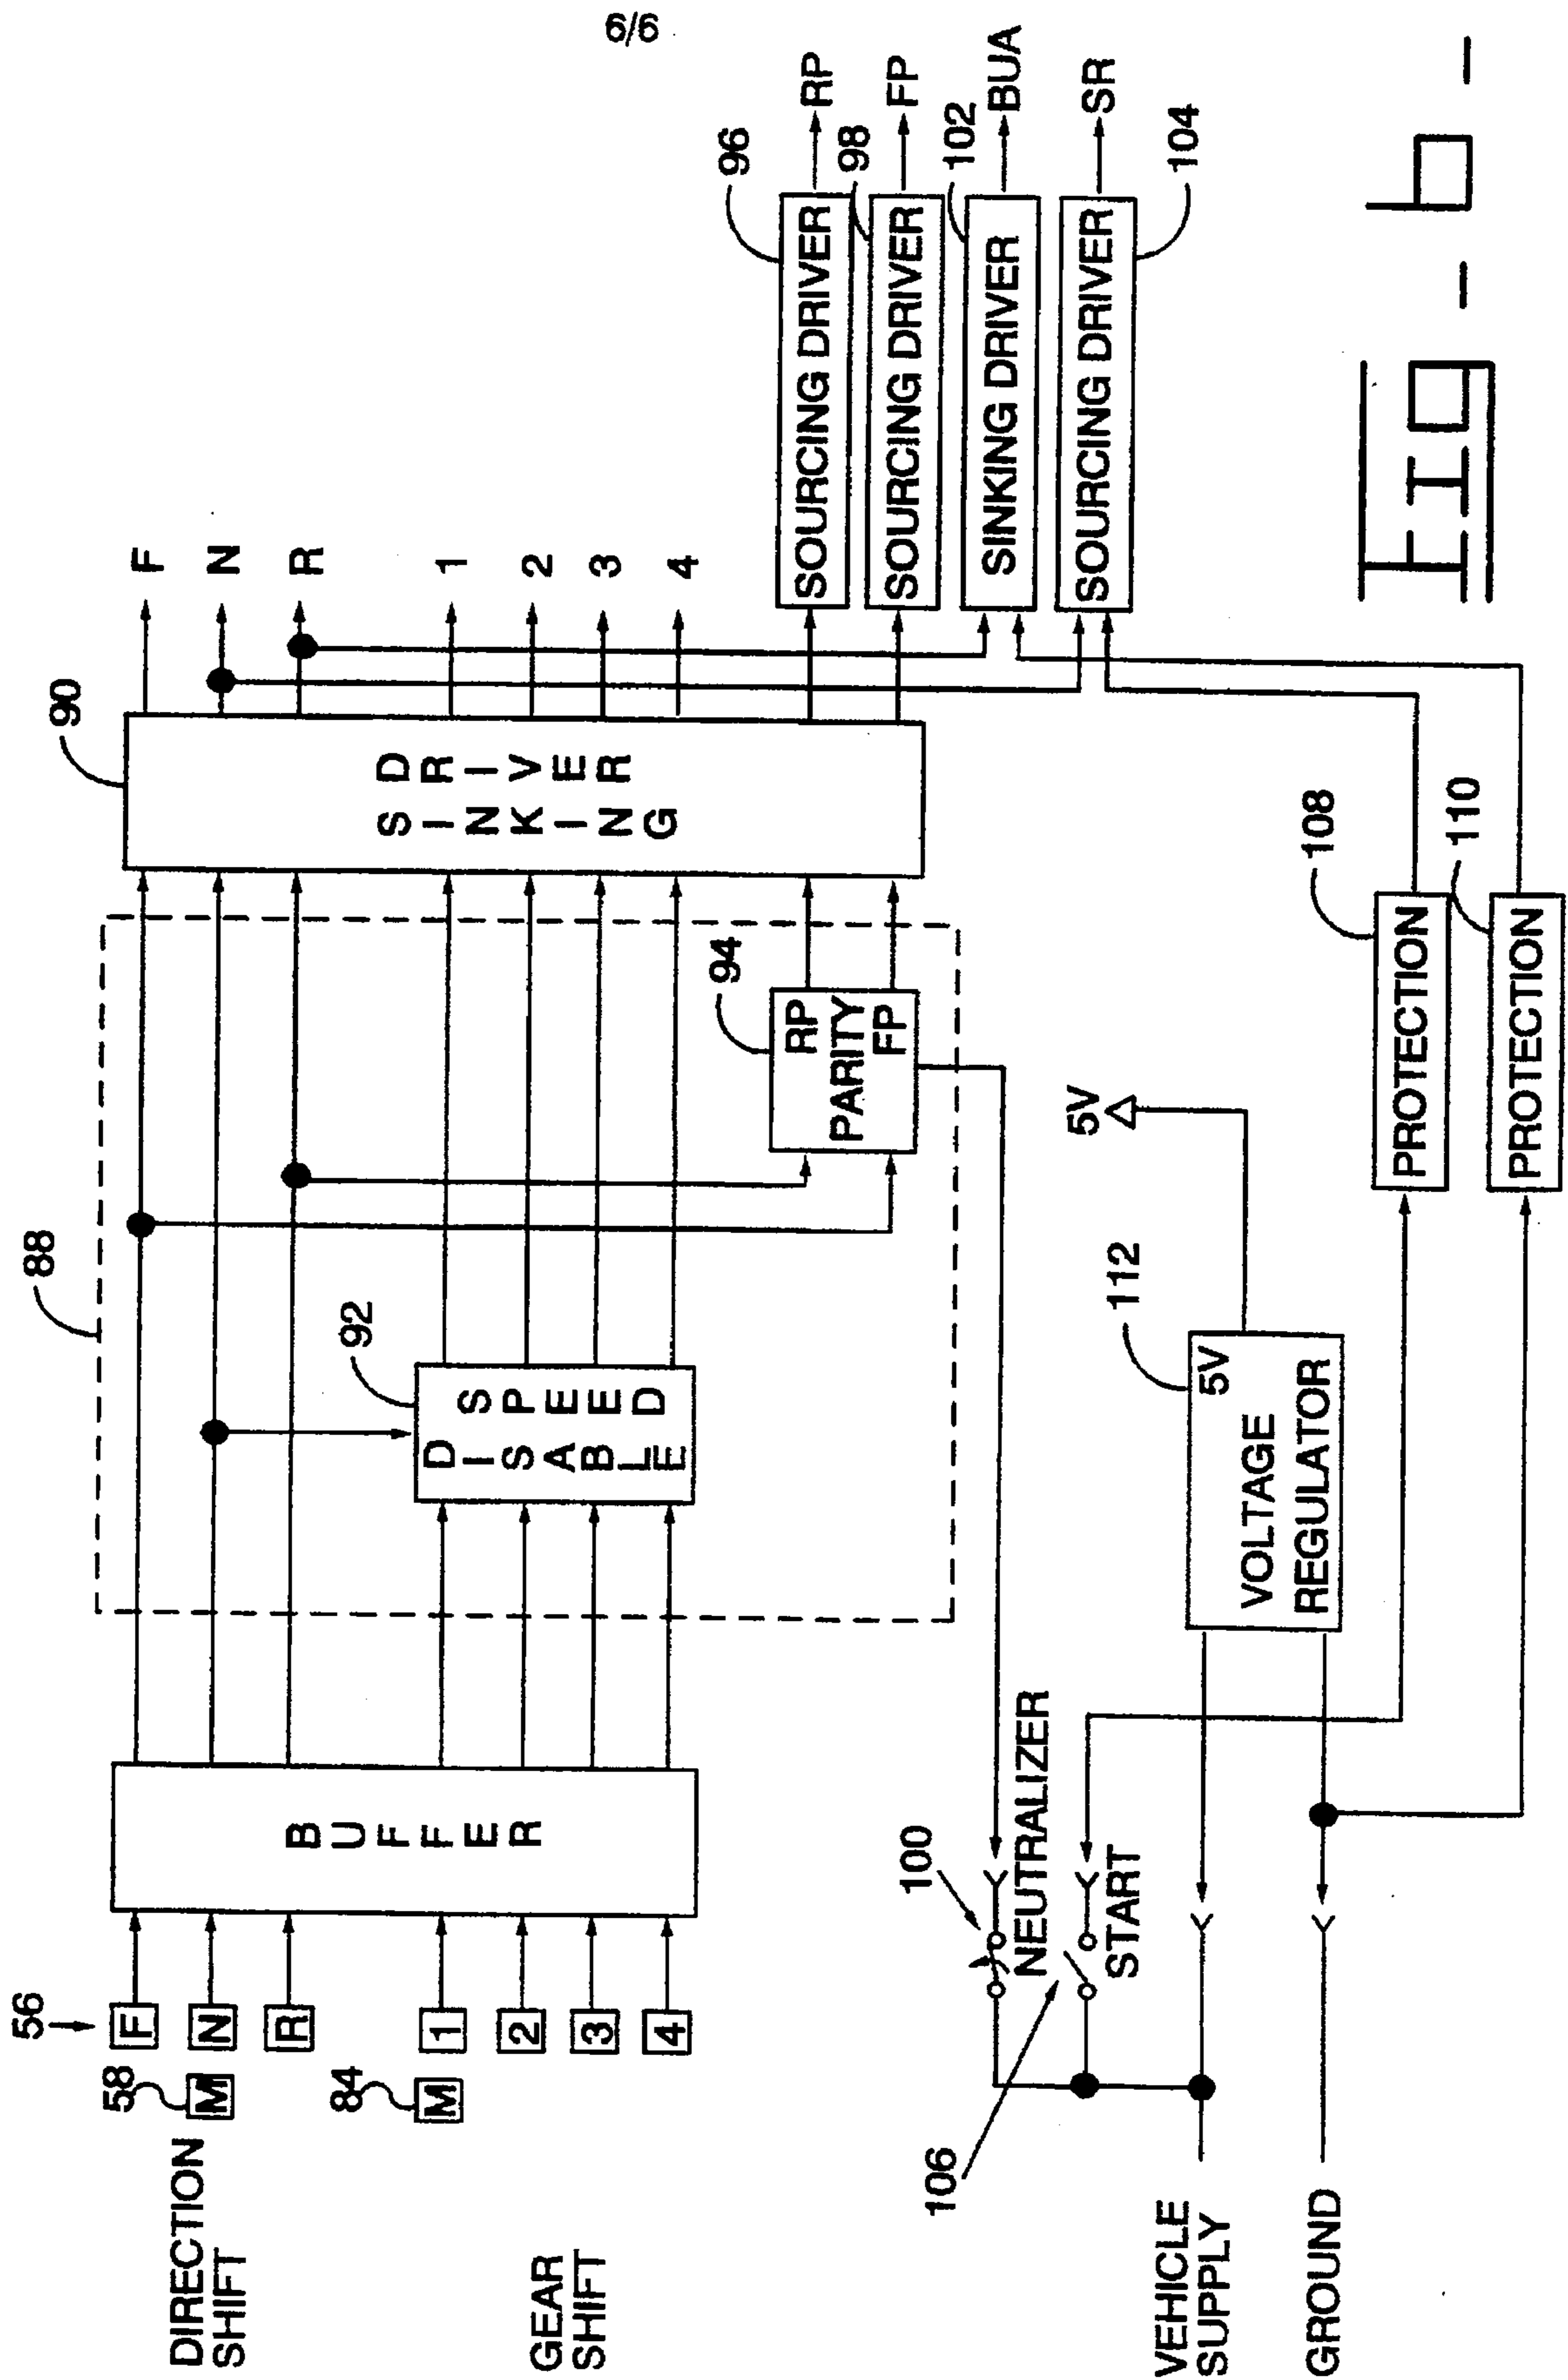 6/6
56
DIRECTION
SHIFT
58
M
F
N
R
GEAR
SHIFT
84
M
1
2
3
4
BUFFER
88
92
SPEED
DISABLE
94
RP
PARITY
FP
90
DRIVER
SINKING
F
N
R
1
2
3
4
96
SOURCING DRIVER
RP
98
SOURCING DRIVER
FP
102
SINKING DRIVER
BUA
SOURCING DRIVER
SR
104
100
NEUTRALIZER
106
START
VEHICLE
SUPPLY
GROUND
112
5V
VOLTAGE
REGULATOR
5V
108
PROTECTION
110
PROTECTION
Fig-6-